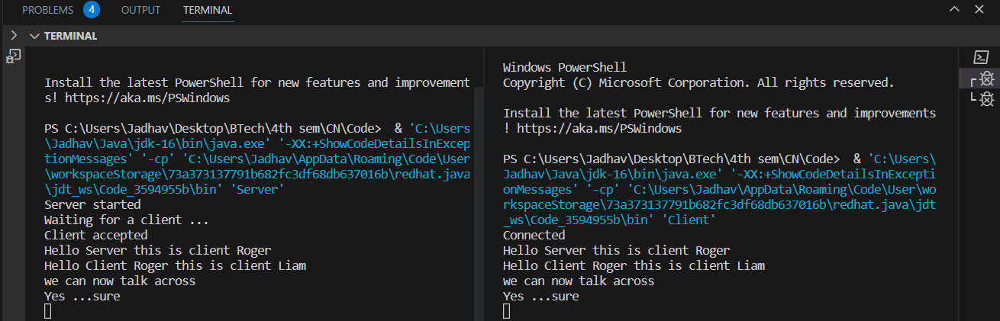 PROBLEMS 4 OUTPUT TERMINAL
TERMINAL
Install the latest PowerShell for new features and improvement
s! https://aka.ms/PSWindows
PS C:\Users\Jadhav\Desktop\BTech\4th sem\CN\Code>  & 'C:\Users
\Jadhav\Java\jdk-16\bin\java.exe' '-XX:+ShowCodeDetailsInExcep
tionMessages' '-cp' 'C:\Users\Jadhav\AppData\Roaming\Code\User
\workspaceStorage\73a373137791b682fc3df68db637016b\redhat.java
\jdt_ws\Code_3594955b\bin' 'Server'
Server started
Waiting for a client ...
Client accepted
Hello Server this is client Roger
Hello Client Roger this is client Liam
we can now talk across
Yes ...sure
Windows PowerShell
Copyright (C) Microsoft Corporation. All rights reserved.
Install the latest PowerShell for new features and improvements
! https://aka.ms/PSWindows
PS C:\Users\Jadhav\Desktop\BTech\4th sem\CN\Code>  & 'C:\Users\
Jadhav\Java\jdk-16\bin\java.exe' '-XX:+ShowCodeDetailsInExcepti
onMessages' '-cp' 'C:\Users\Jadhav\AppData\Roaming\Code\User\wo
rkspaceStorage\73a373137791b682fc3df68db637016b\redhat.java\jdt
_ws\Code_3594955b\bin' 'Client'
Connected
Hello Server this is client Roger
Hello Client Roger this is client Liam
we can now talk across
Yes ...sure